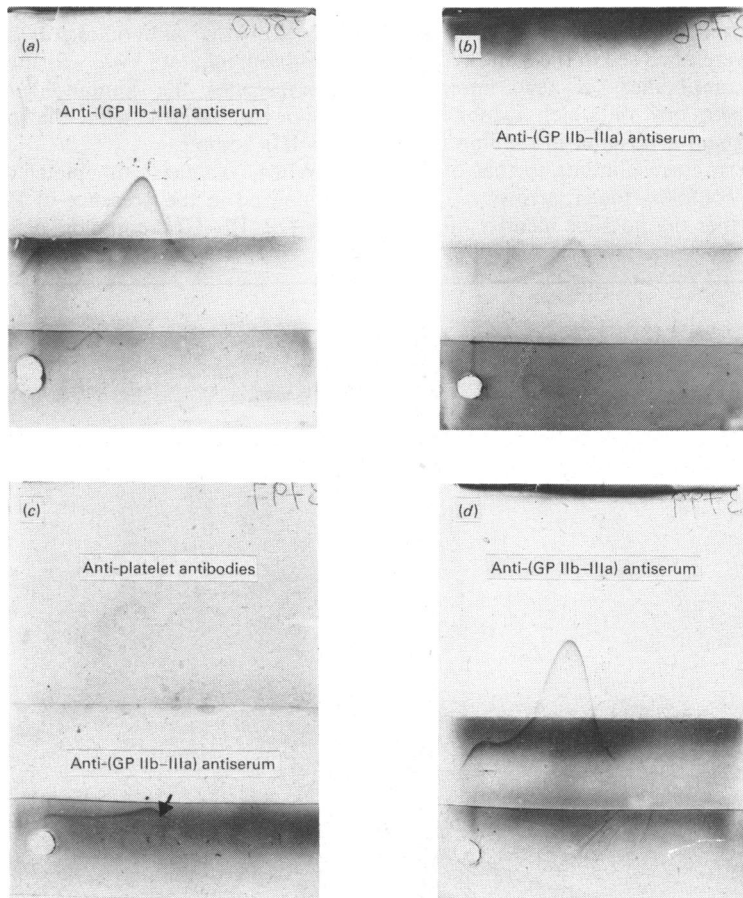 (a)
Anti-(GP IIb–IIIa) antiserum
(b)
Anti-(GP IIb–IIIa) antiserum
(c)
Anti-platelet antibodies
Anti-(GP IIb–IIIa) antiserum
(d)
Anti-(GP IIb–IIIa) antiserum